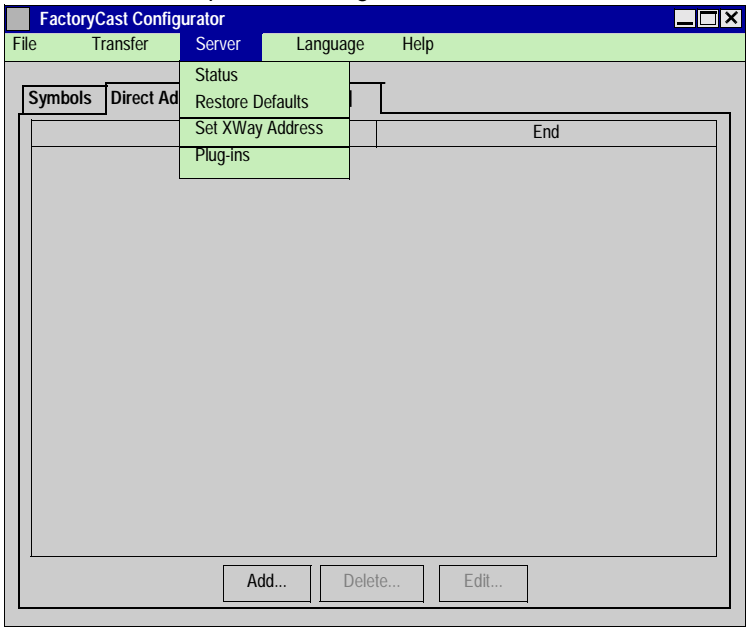 FactoryCast Configurator
File Transfer Server Language Help
Status
Symbols Direct Ad Restore Defaults
Set XWay Address End
Plug-ins
Add... Delete... Edit...